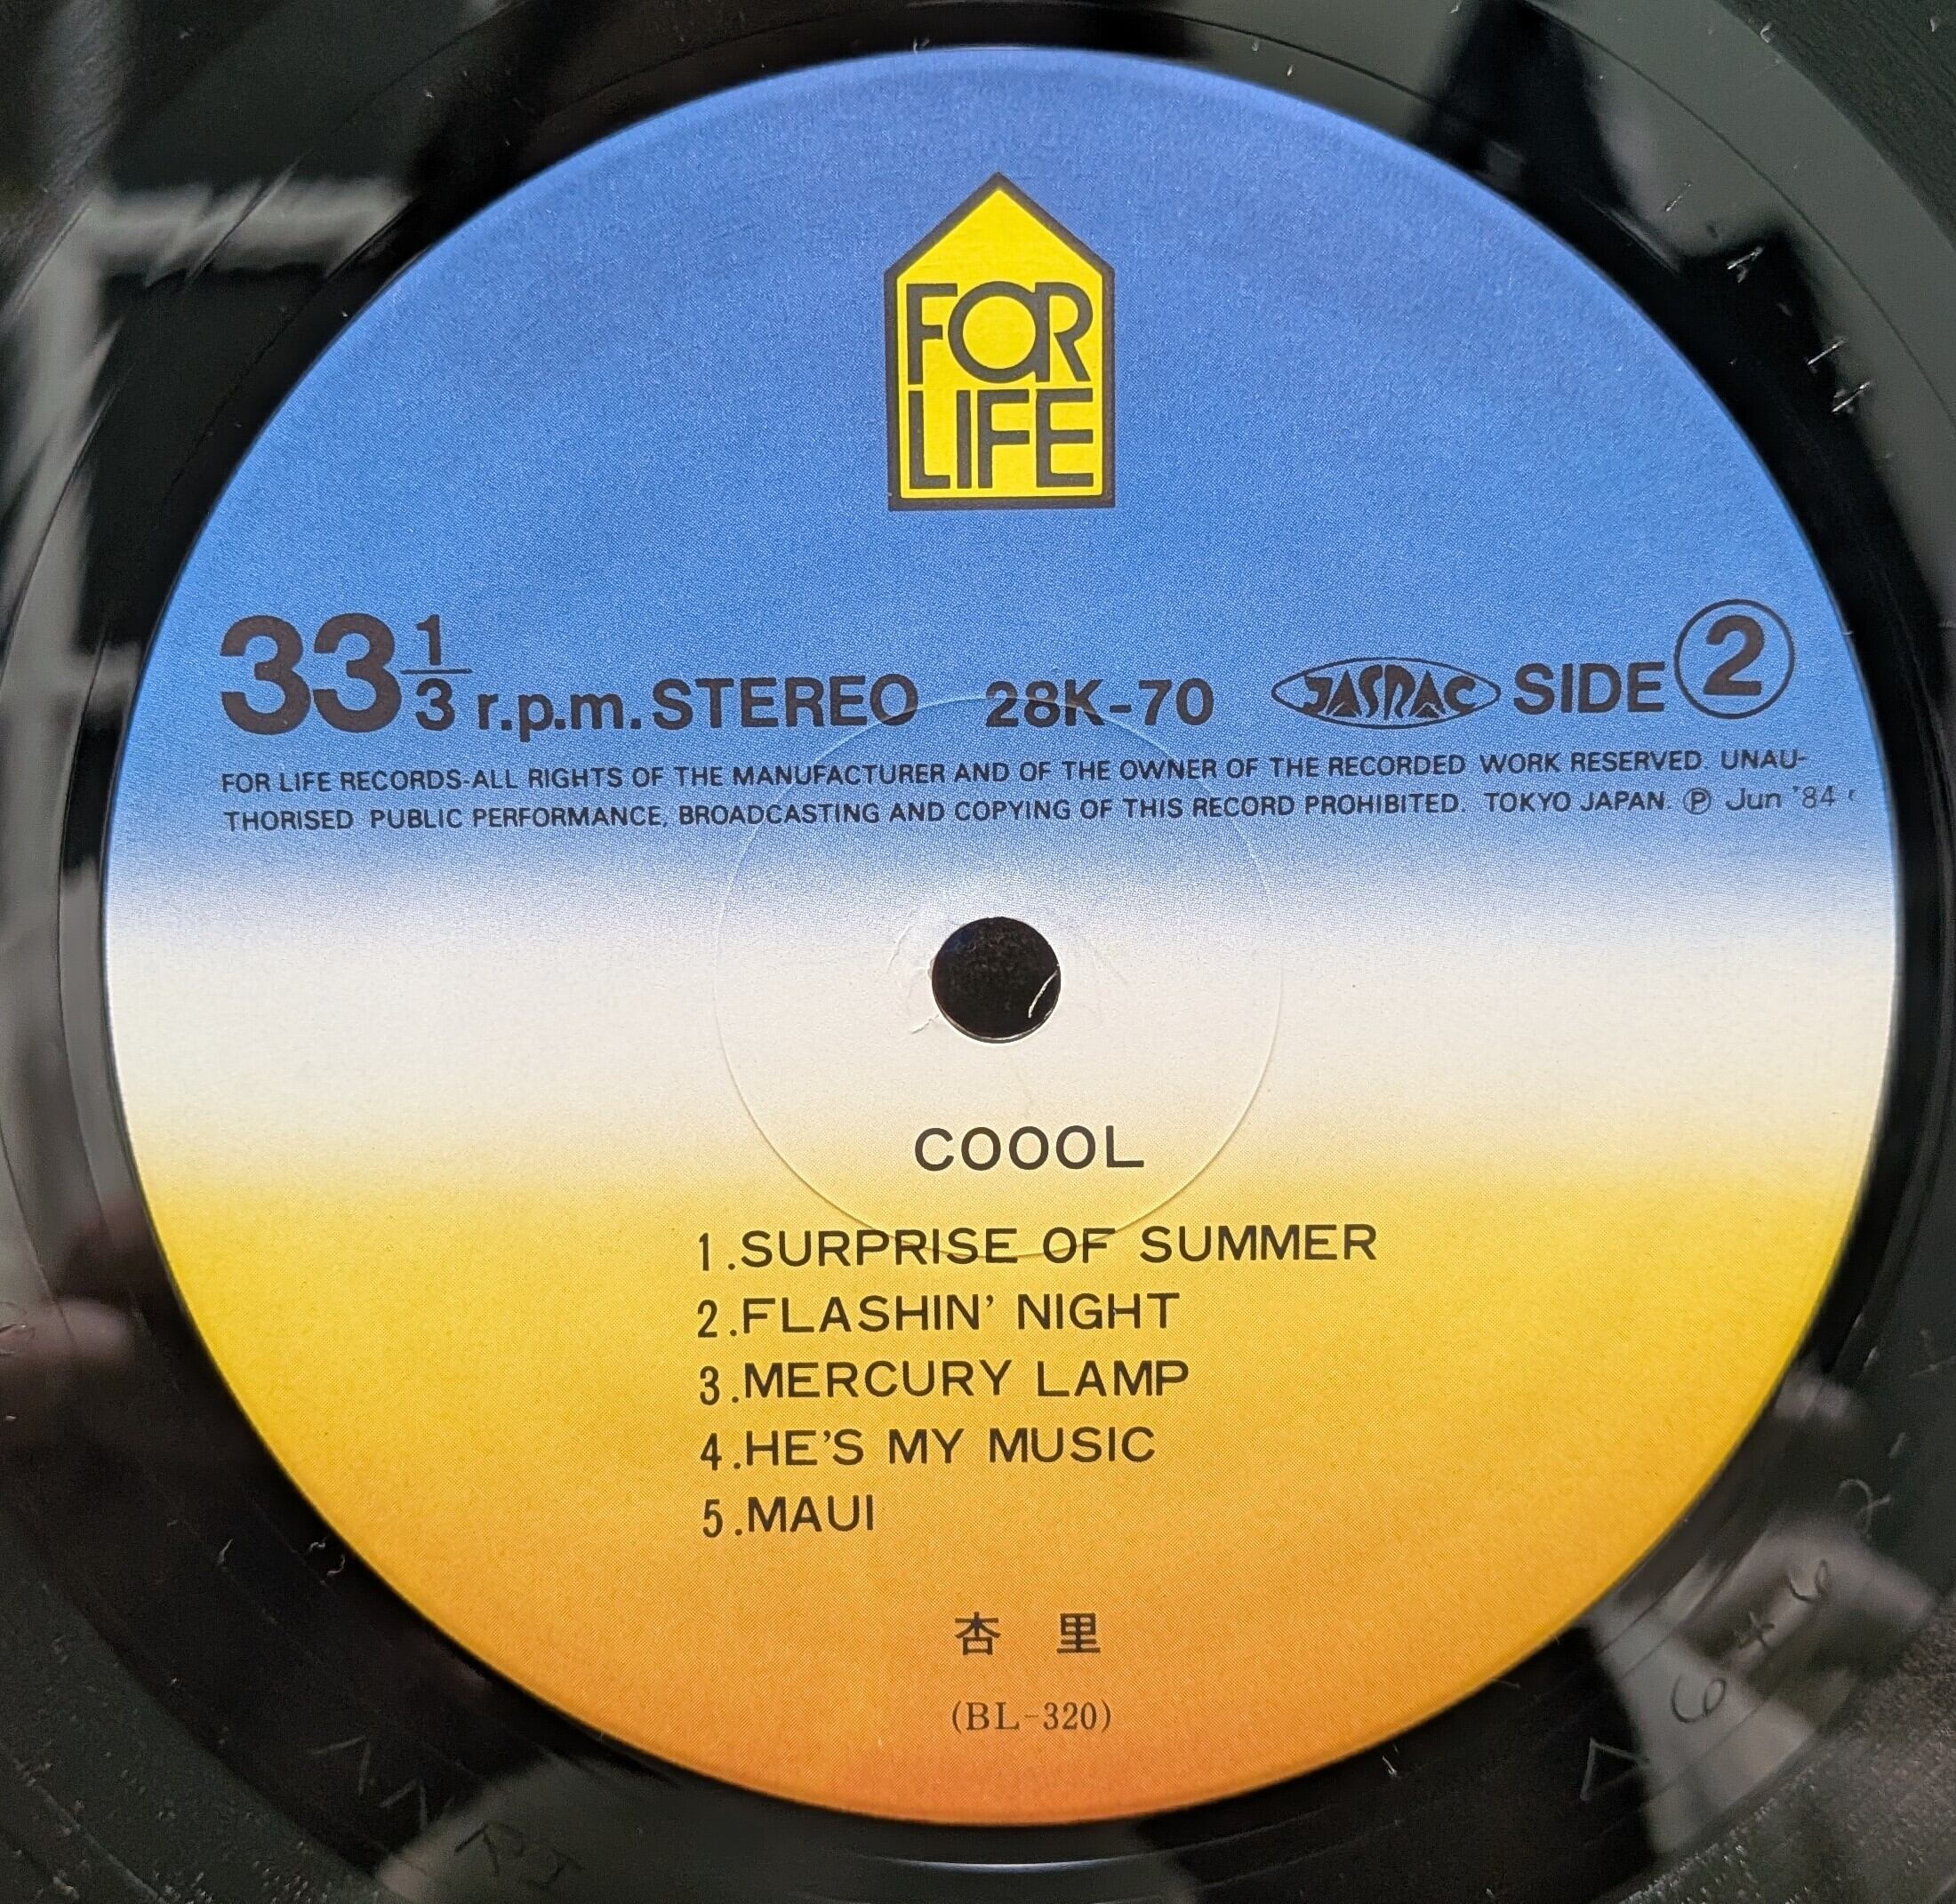 FOR
LIFE
33 1/3 r.p.m. STEREO 28K-70 JASRAC SIDE 2
FOR LIFE RECORDS-ALL RIGHTS OF THE MANUFACTURER AND OF THE OWNER OF THE RECORDED WORK RESERVED. UNAU-
THORISED PUBLIC PERFORMANCE, BROADCASTING AND COPYING OF THIS RECORD PROHIBITED. TOKYO JAPAN. Ⓟ Jun '84
COOOL
1.SURPRISE OF SUMMER
2.FLASHIN' NIGHT
3.MERCURY LAMP
4.HE'S MY MUSIC
5.MAUI
杏 里
(BL-320)